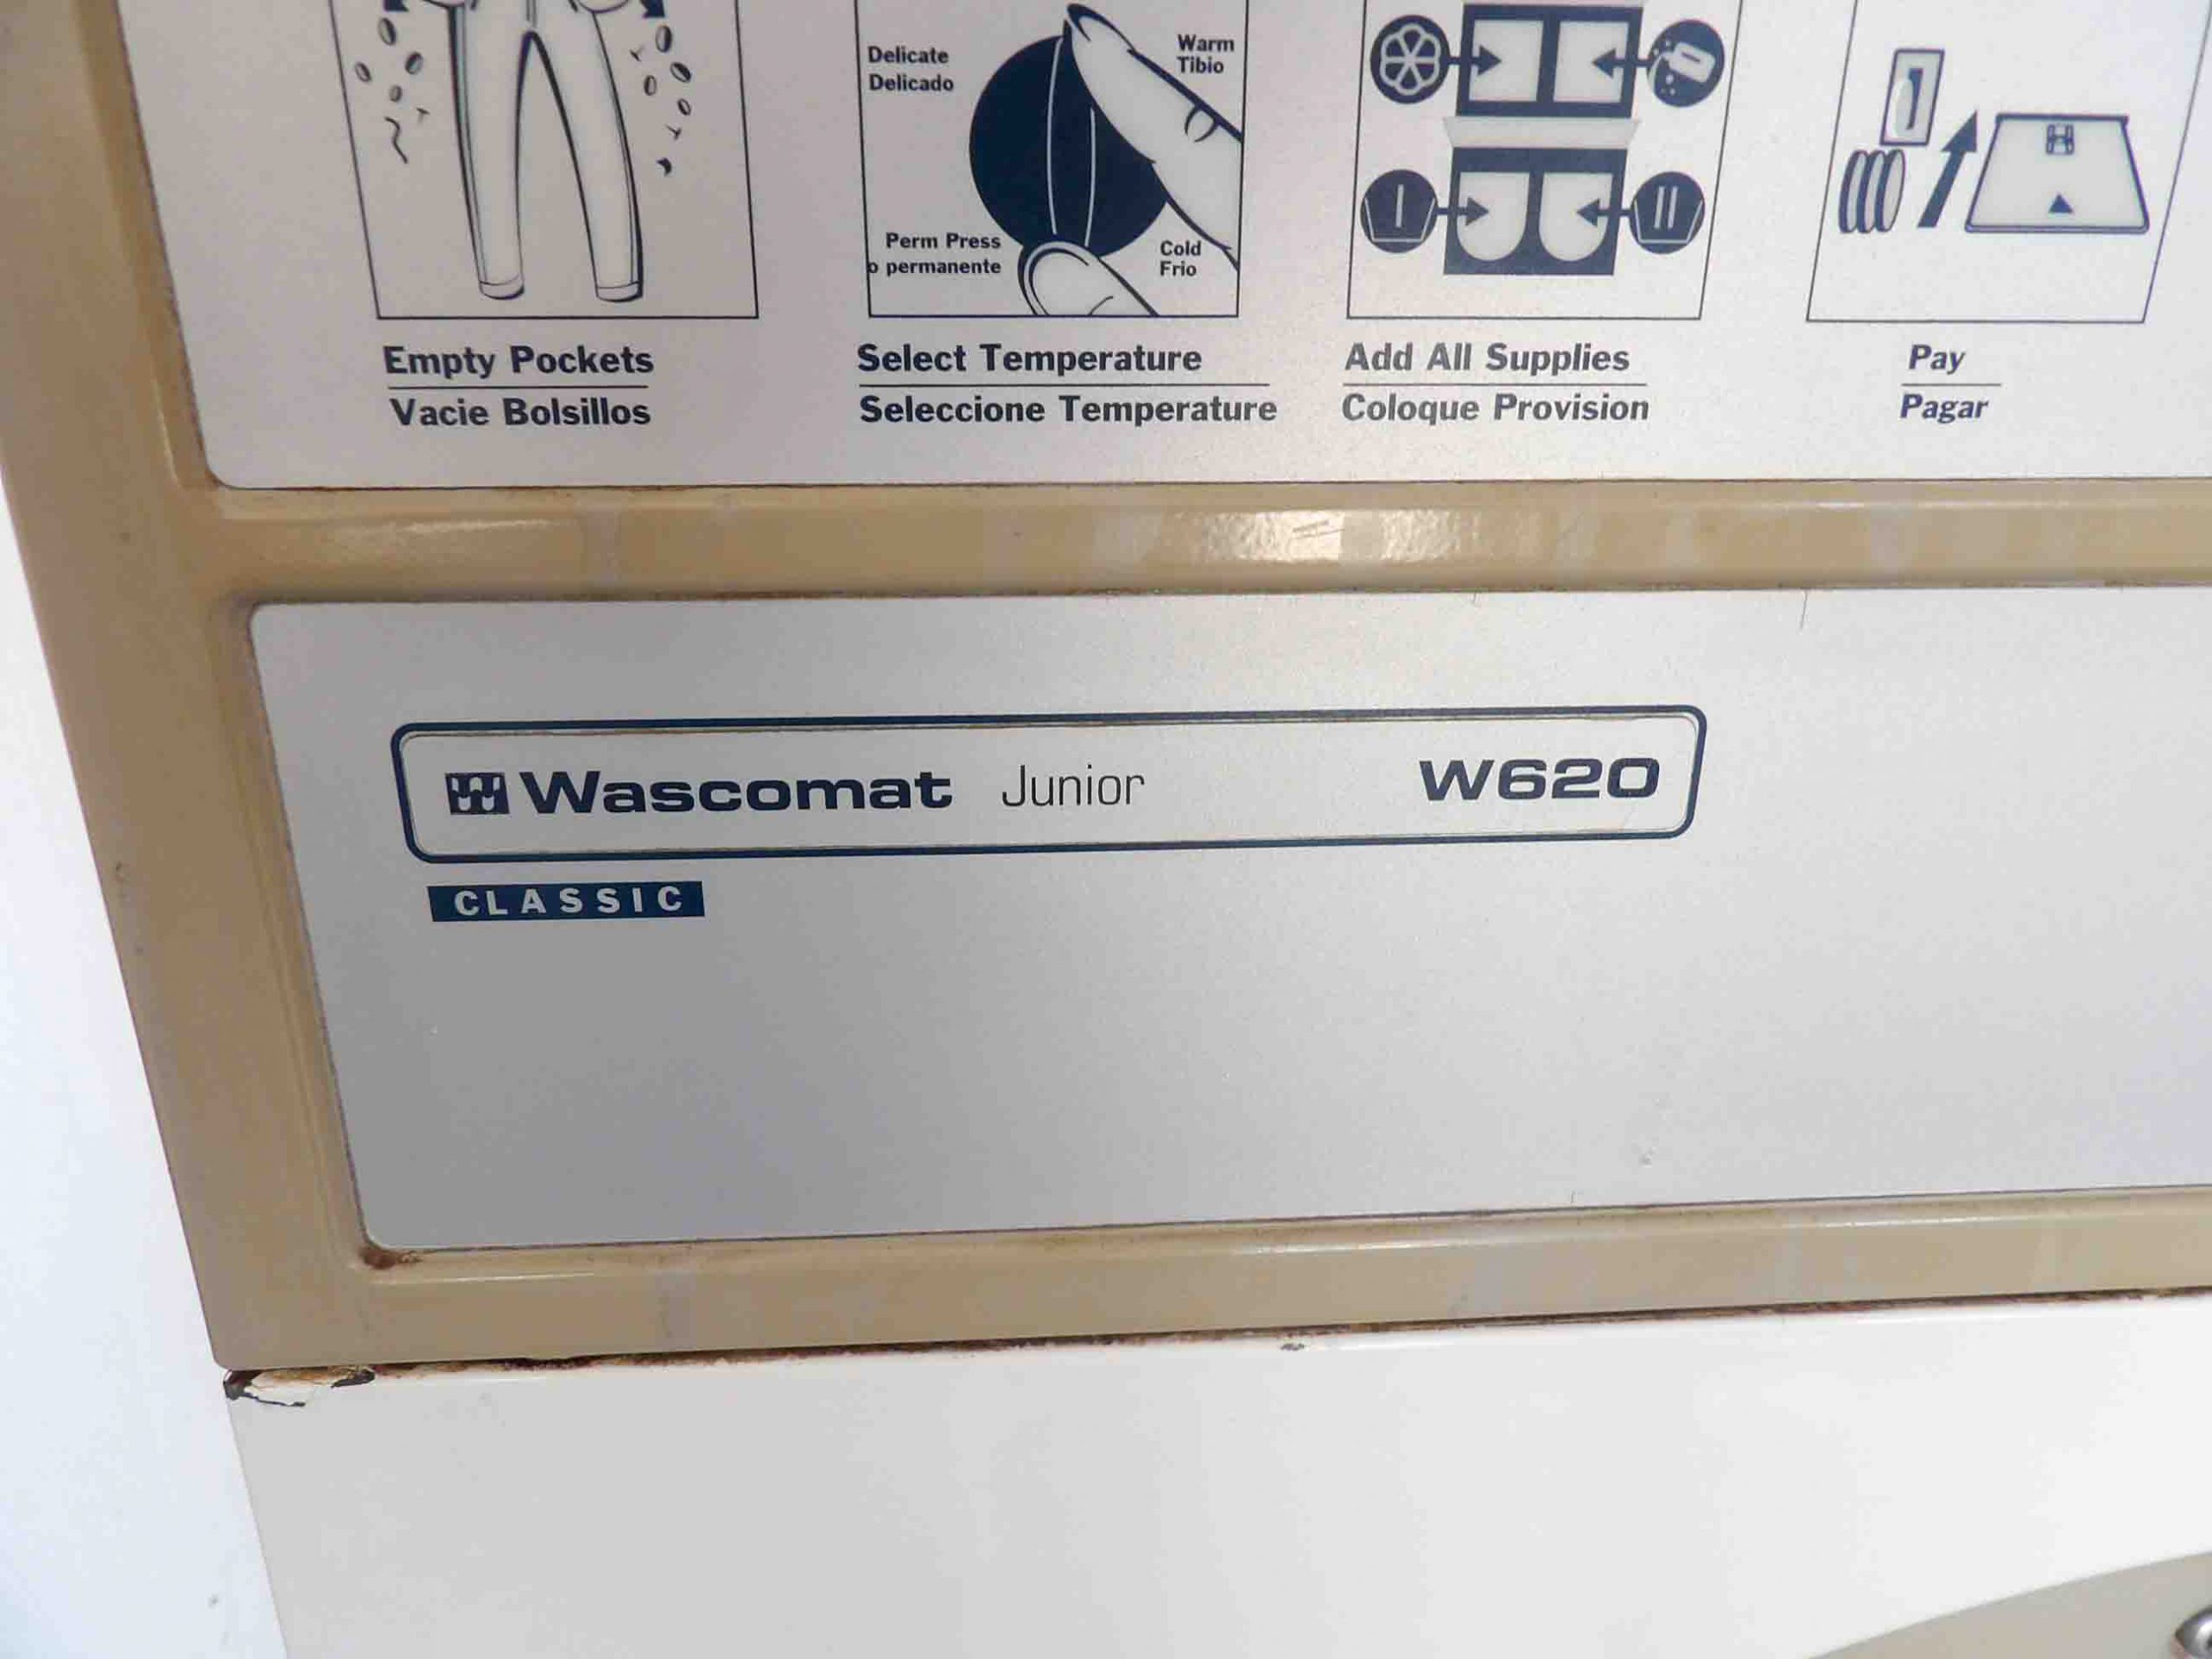 Delicate
Delicado
Warm
Tibio
Perm Press
permanente
Cold
Frio
I
II
Empty Pockets
Vacie Bolsillos
Select Temperature
Seleccione Temperature
Add All Supplies
Coloque Provision
Pay
Pagar
Wascomat Junior W620
CLASSIC